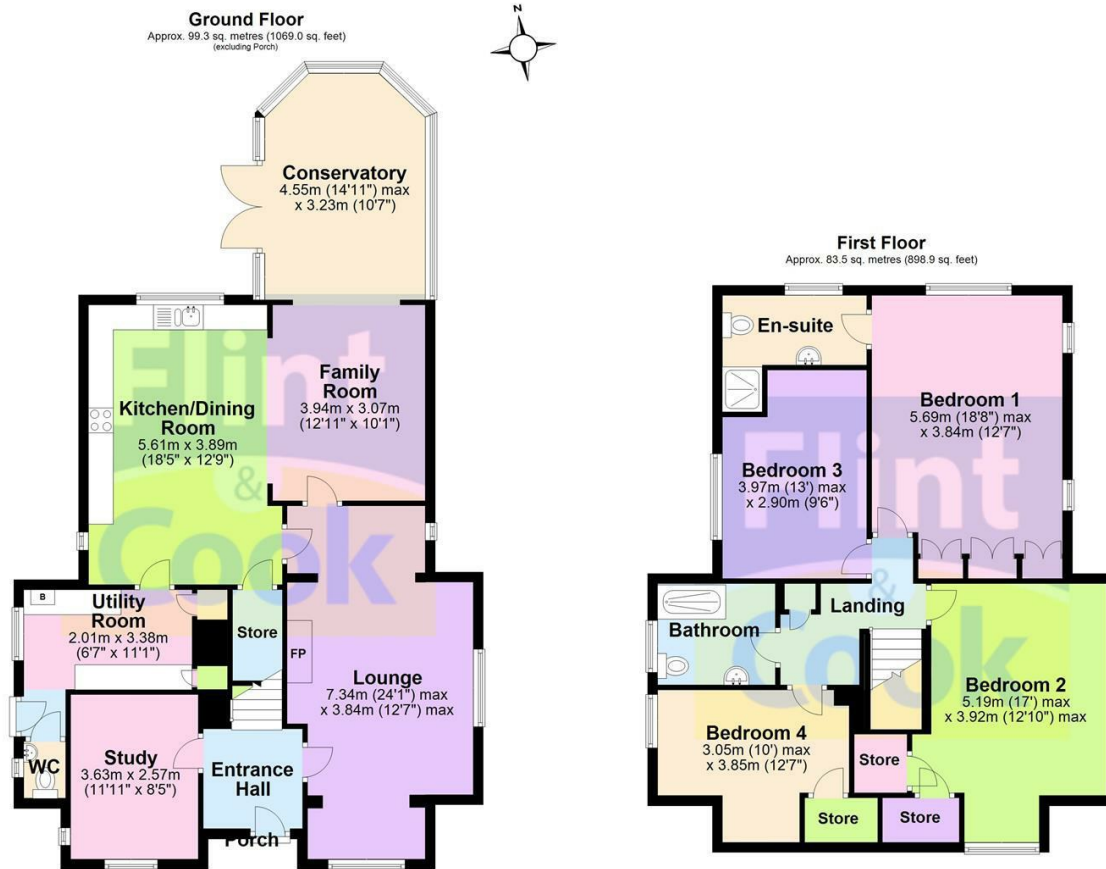 Ground Floor
Approx. 99.3 sq. metres (1069.0 sq. feet)
(excluding Porch)
N
Conservatory
4.55m (14'11") max
x 3.23m (10'7")
Kitchen/Dining
Room
5.61m x 3.89m
(18'5" x 12'9")
Family
Room
3.94m x 3.07m
(12'11" x 10'1")
B
Utility
Room
2.01m x 3.38m
(6'7" x 11'1")
Store
FP
Lounge
7.34m (24'1") max
x 3.84m (12'7") max
WC
Study
3.63m x 2.57m
(11'11" x 8'5")
Entrance
Hall
Porch
Flint
&
Cook
First Floor
Approx. 83.5 sq. metres (898.9 sq. feet)
En-suite
Bedroom 1
5.69m (18'8") max
x 3.84m (12'7")
Bedroom 3
3.97m (13') max
x 2.90m (9'6")
Landing
Bathroom
Bedroom 2
5.19m (17') max
x 3.92m (12'10") max
Bedroom 4
3.05m (10') max
x 3.85m (12'7")
Store
Store
Store
Flint
&
Cook